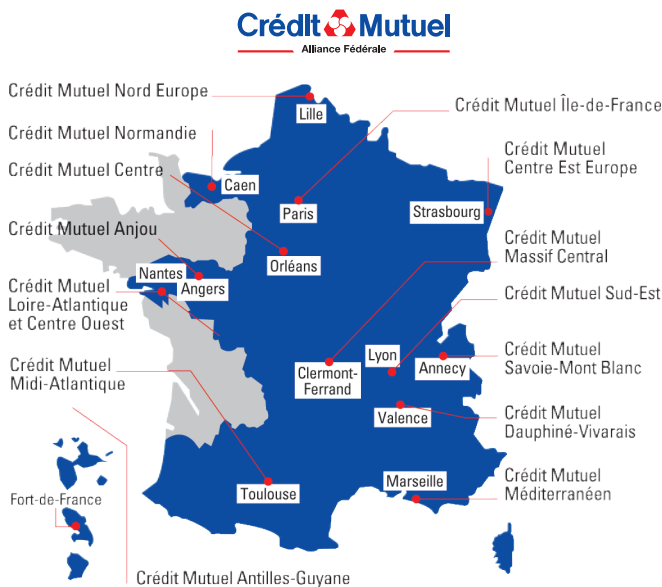 Crédit Mutuel
Alliance Fédérale
Crédit Mutuel Nord Europe
Lille
Crédit Mutuel Île-de-France
Crédit Mutuel Normandie
Crédit Mutuel
Centre Est Europe
Crédit Mutuel Centre
Caen
Paris
Strasbourg
Crédit Mutuel Anjou
Orléans
Crédit Mutuel
Massif Central
Nantes
Angers
Crédit Mutuel
Loire-Atlantique
et Centre Ouest
Crédit Mutuel Sud-Est
Crédit Mutuel
Midi-Atlantique
Clermont-
Ferrand
Lyon
Annecy
Crédit Mutuel
Savoie-Mont Blanc
Valence
Crédit Mutuel
Dauphiné-Vivarais
Fort-de-France
Toulouse
Marseille
Crédit Mutuel
Méditerranéen
Crédit Mutuel Antilles-Guyane